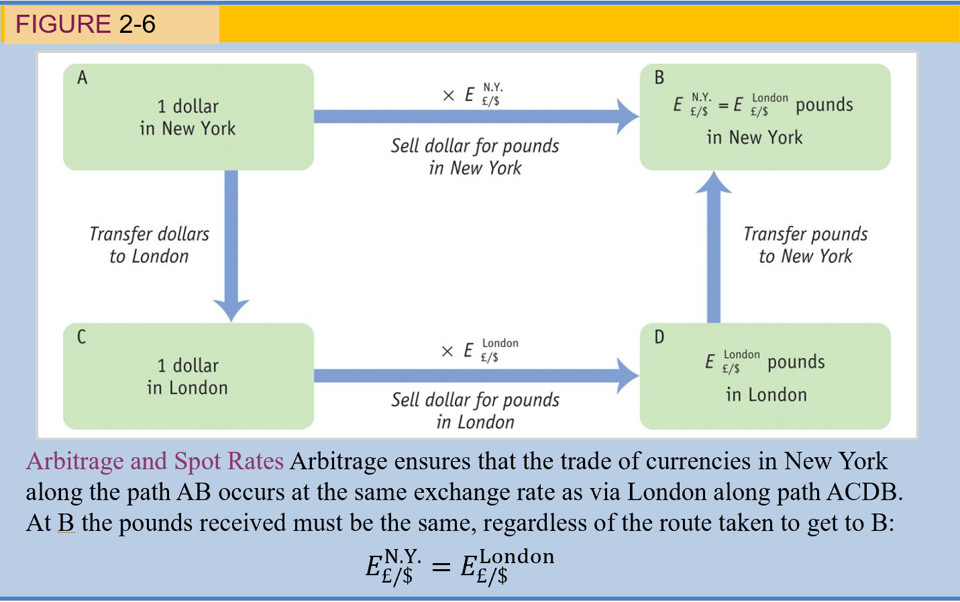 FIGURE 2-6
A
1 dollar
in New York
× E N.Y. £/$
Sell dollar for pounds
in New York
B
E N.Y. £/$ = E London £/$ pounds
in New York
Transfer dollars
to London
Transfer pounds
to New York
C
1 dollar
in London
× E London £/$
Sell dollar for pounds
in London
D
E London £/$ pounds
in London
Arbitrage and Spot Rates Arbitrage ensures that the trade of currencies in New York
along the path AB occurs at the same exchange rate as via London along path ACDB.
At B the pounds received must be the same, regardless of the route taken to get to B:
E N.Y. £/$ = E London £/$